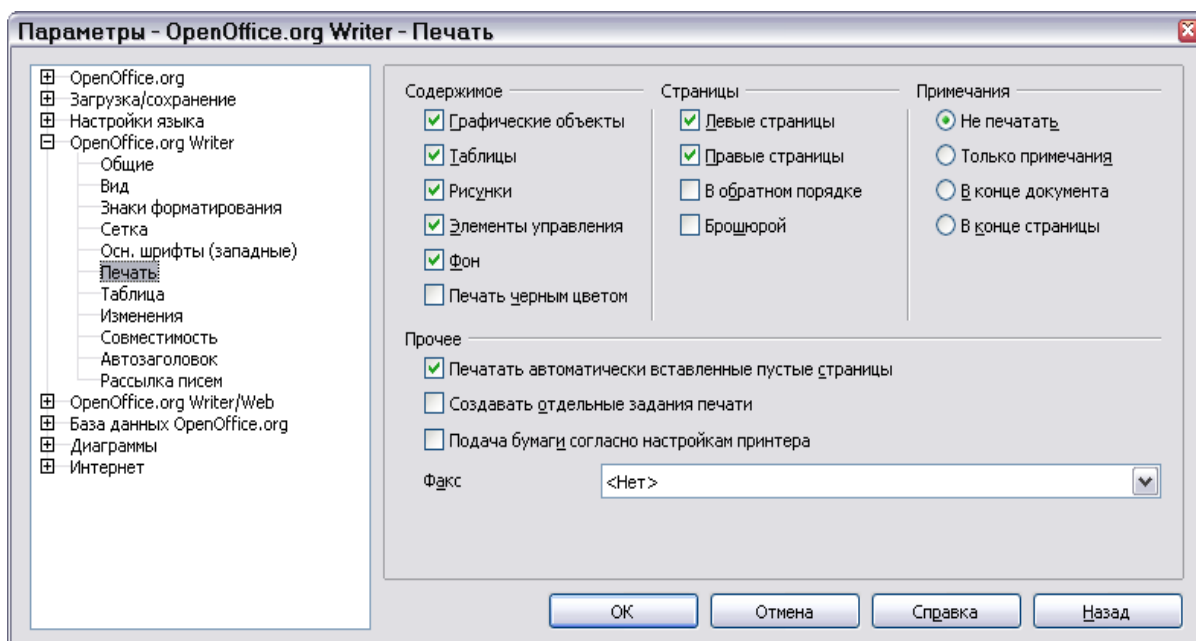 Параметры - OpenOffice.org Writer - Печать
OpenOffice.org
Загрузка/сохранение
Настройки языка
OpenOffice.org Writer
Общие
Вид
Знаки форматирования
Сетка
Осн. шрифты (западные)
Печать
Таблица
Изменения
Совместимость
Автозаголовок
Рассылка писем
OpenOffice.org Writer/Web
База данных OpenOffice.org
Диаграммы
Интернет
Содержимое
Графические объекты
Таблицы
Рисунки
Элементы управления
Фон
Печать черным цветом
Страницы
Левые страницы
Правые страницы
В обратном порядке
Брошюрой
Примечания
Не печатать
Только примечания
В конце документа
В конце страницы
Прочее
Печатать автоматически вставленные пустые страницы
Создавать отдельные задания печати
Подача бумаги согласно настройкам принтера
Факс
<Нет>
ОК
Отмена
Справка
Назад